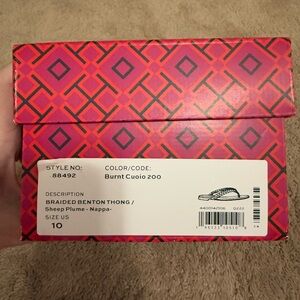 STYLE NO:
88492
COLOR/CODE:
Burnt Cuoio 200
DESCRIPTION
BRAIDED BENTON THONG /
Sheep Plume - Nappa-
SIZE US
10